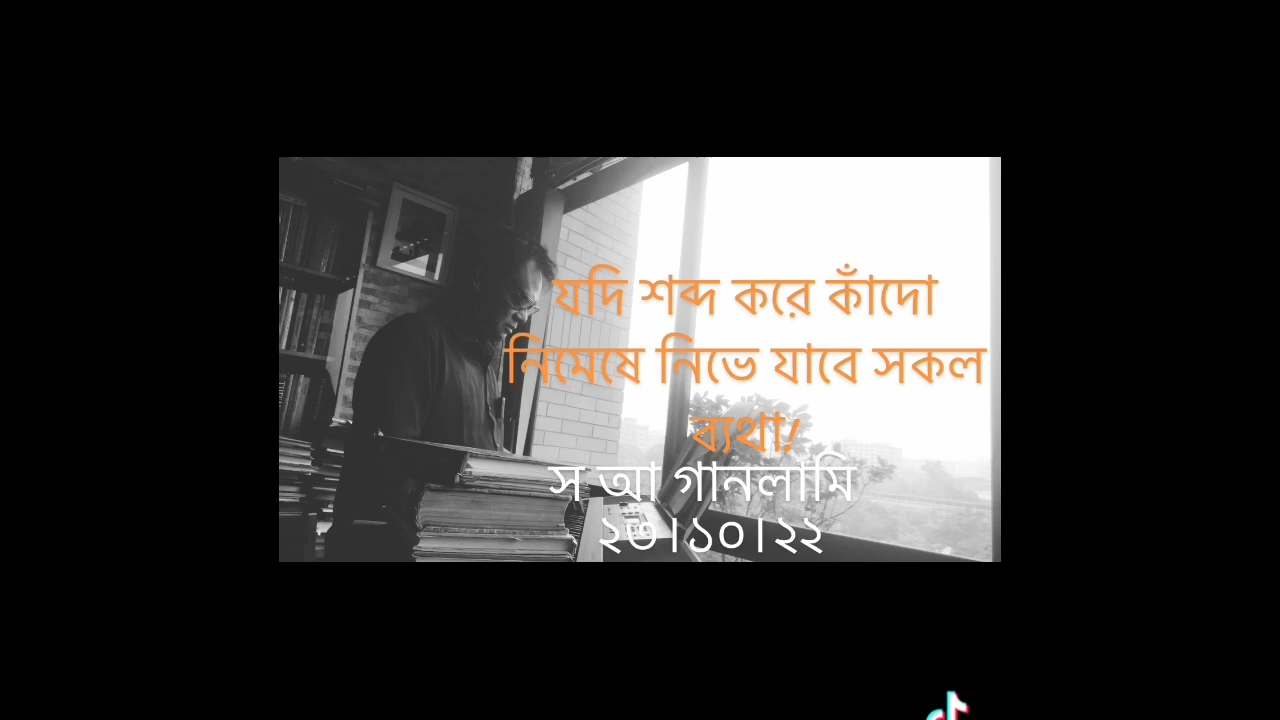 যদি শব্দ করে কাঁদো
নিমেষে নিভে যাবে সকল
ব্যথা!
স আ গানলামি
২৩।১০।২২